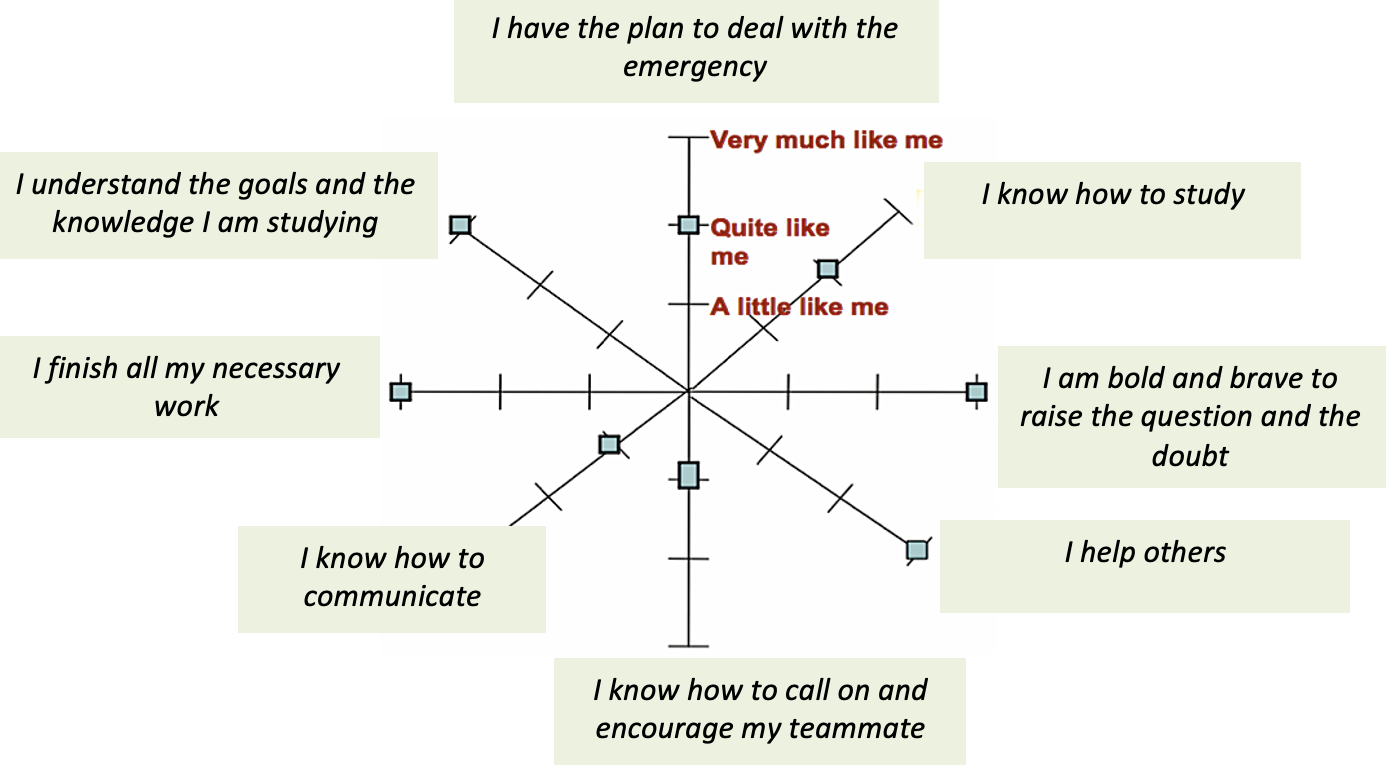 I have the plan to deal with the
emergency
Very much like me
I understand the goals and the
knowledge I am studying
I know how to study
Quite like
me
A little like me
I finish all my necessary
work
I am bold and brave to
raise the question and the
doubt
I know how to
communicate
I help others
I know how to call on and
encourage my teammate